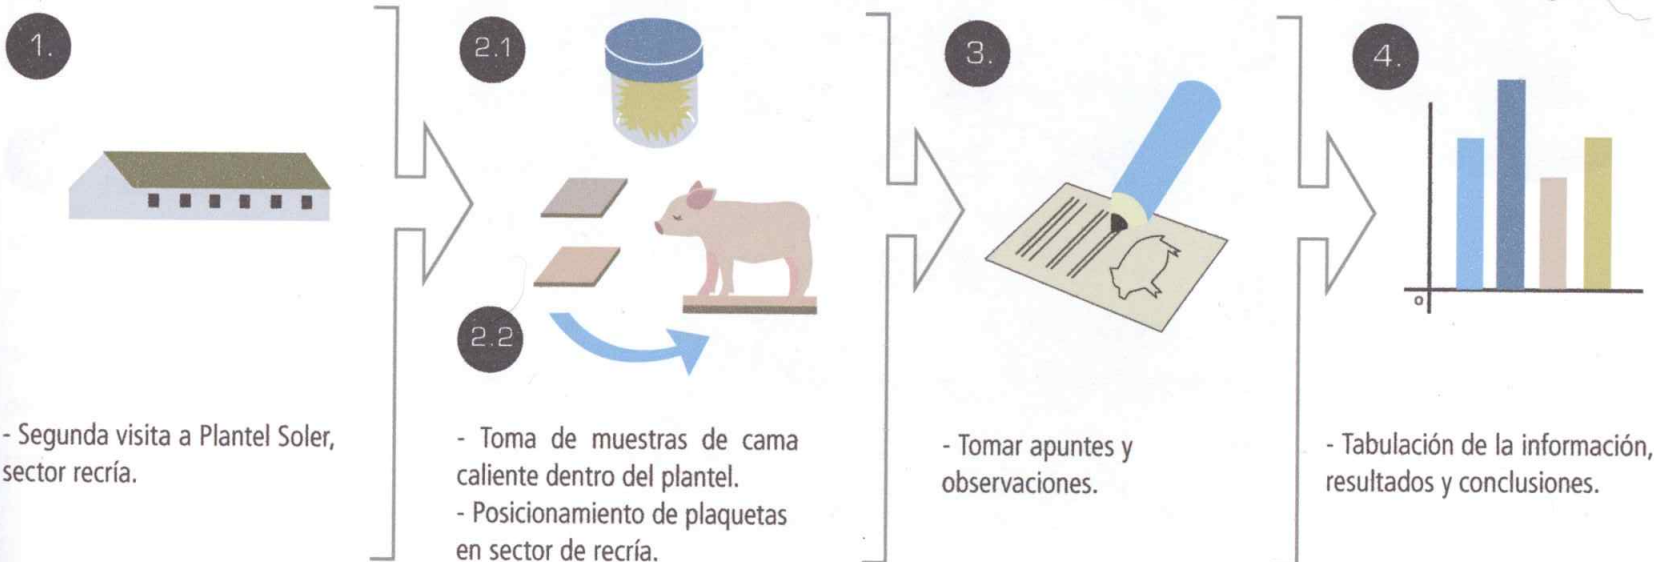 1.
- Segunda visita a Plantel Soler,
sector recría.
2.1
2.2
- Toma de muestras de cama
caliente dentro del plantel.
- Posicionamiento de plaquetas
en sector de recría.
3.
- Tomar apuntes y
observaciones.
4.
0
- Tabulación de la información,
resultados y conclusiones.